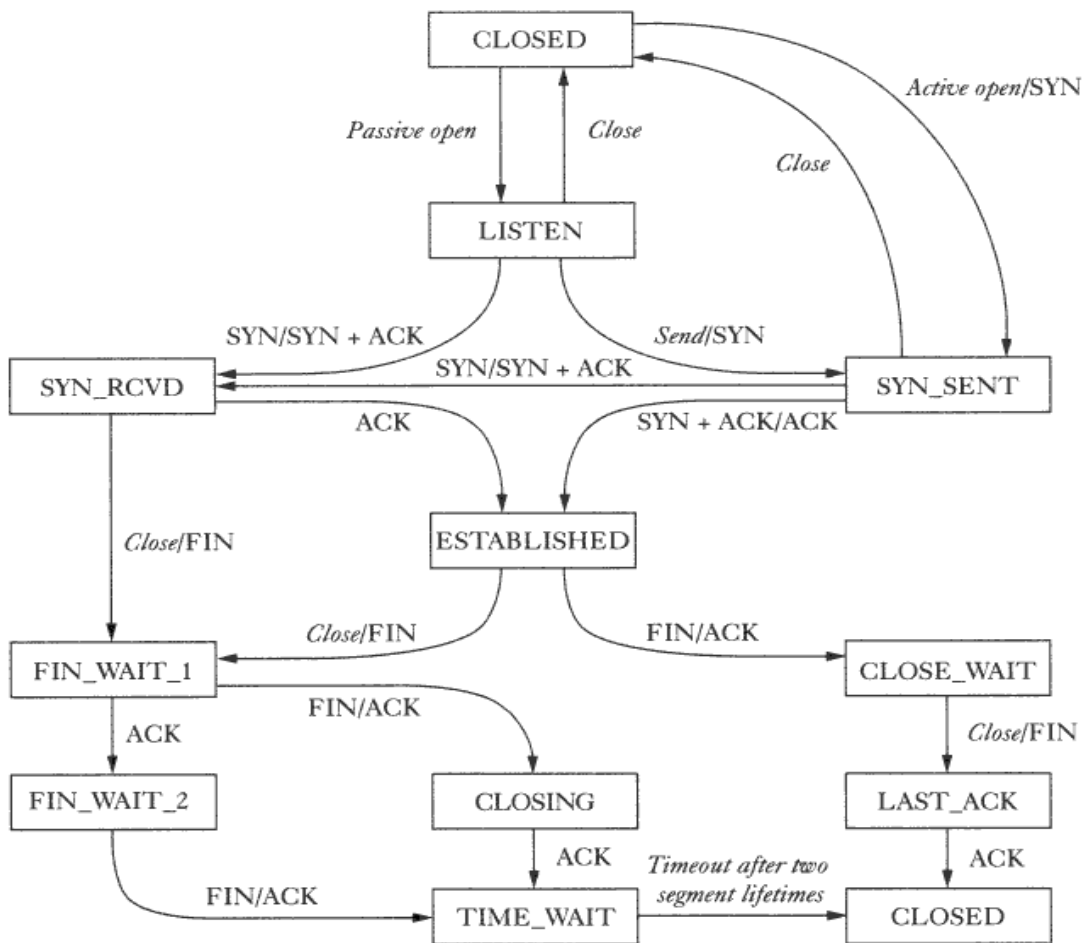 CLOSED
Active open/SYN
Passive open
Close
Close
LISTEN
SYN/SYN + ACK
Send/SYN
SYN/SYN + ACK
SYN_RCVD
SYN_SENT
ACK
SYN + ACK/ACK
Close/FIN
ESTABLISHED
Close/FIN
FIN/ACK
FIN_WAIT_1
CLOSE_WAIT
FIN/ACK
ACK
Close/FIN
FIN_WAIT_2
CLOSING
LAST_ACK
ACK
Timeout after two
segment lifetimes
ACK
FIN/ACK
TIME_WAIT
CLOSED